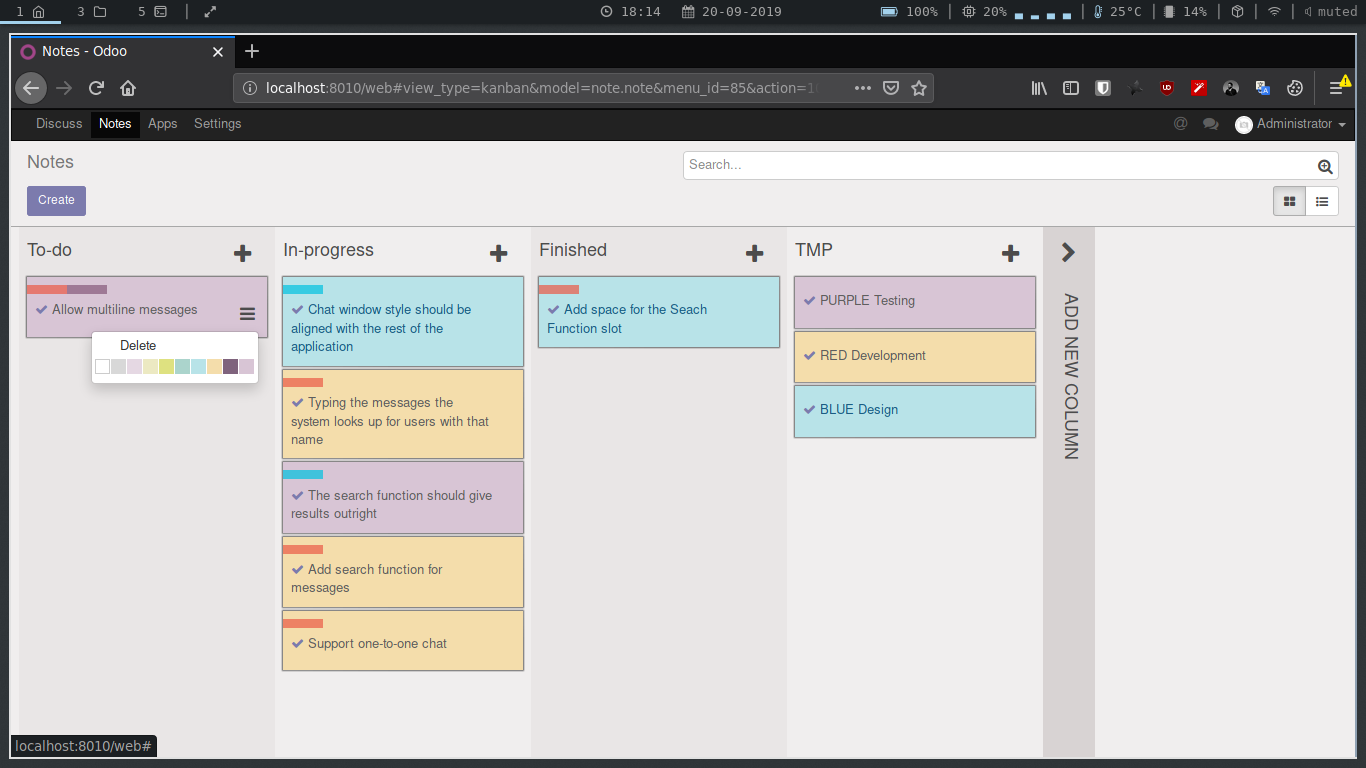 1 3 5 18:14 20-09-2019 100% 20% 25°C 14% muted
Notes - Odoo
localhost:8010/web#view_type=kanban&model=note.note&menu_id=85&action=1
Discuss Notes Apps Settings @ Administrator
Notes
Search...
Create
To-do
Allow multiline messages
Delete
In-progress
Chat window style should be
aligned with the rest of the
application
Typing the messages the
system looks up for users with that
name
The search function should give
results outright
Add search function for
messages
Support one-to-one chat
Finished
Add space for the Seach
Function slot
TMP
PURPLE Testing
RED Development
BLUE Design
ADD NEW COLUMN
localhost:8010/web#